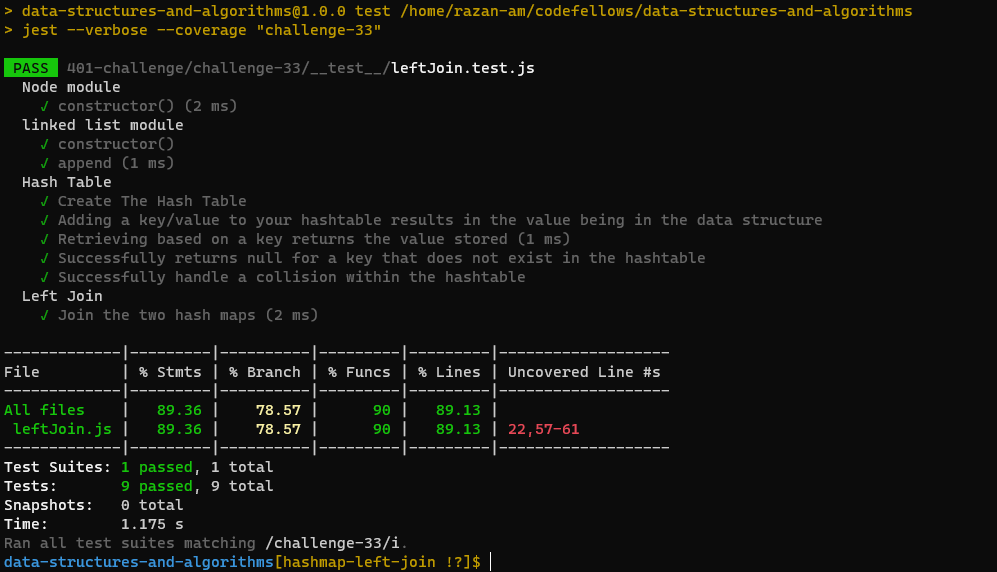 > data-structures-and-algorithms@1.0.0 test /home/razan-am/codefellows/data-structures-and-algorithms
> jest --verbose --coverage "challenge-33"
PASS 401-challenge/challenge-33/__test__/leftJoin.test.js
Node module
✓ constructor() (2 ms)
linked list module
✓ constructor()
✓ append (1 ms)
Hash Table
✓ Create The Hash Table
✓ Adding a key/value to your hashtable results in the value being in the data structure
✓ Retrieving based on a key returns the value stored (1 ms)
✓ Successfully returns null for a key that does not exist in the hashtable
✓ Successfully handle a collision within the hashtable
Left Join
✓ Join the two hash maps (2 ms)
-------------|---------|----------|---------|---------|-------------------
File         | % Stmts | % Branch | % Funcs | % Lines | Uncovered Line #s
-------------|---------|----------|---------|---------|-------------------
All files    |   89.36 |    78.57 |      90 |   89.13 |
 leftJoin.js |   89.36 |    78.57 |      90 |   89.13 | 22,57-61
-------------|---------|----------|---------|---------|-------------------
Test Suites: 1 passed, 1 total
Tests:       9 passed, 9 total
Snapshots:   0 total
Time:        1.175 s
Ran all test suites matching /challenge-33/i.
data-structures-and-algorithms[hashmap-left-join !?]$